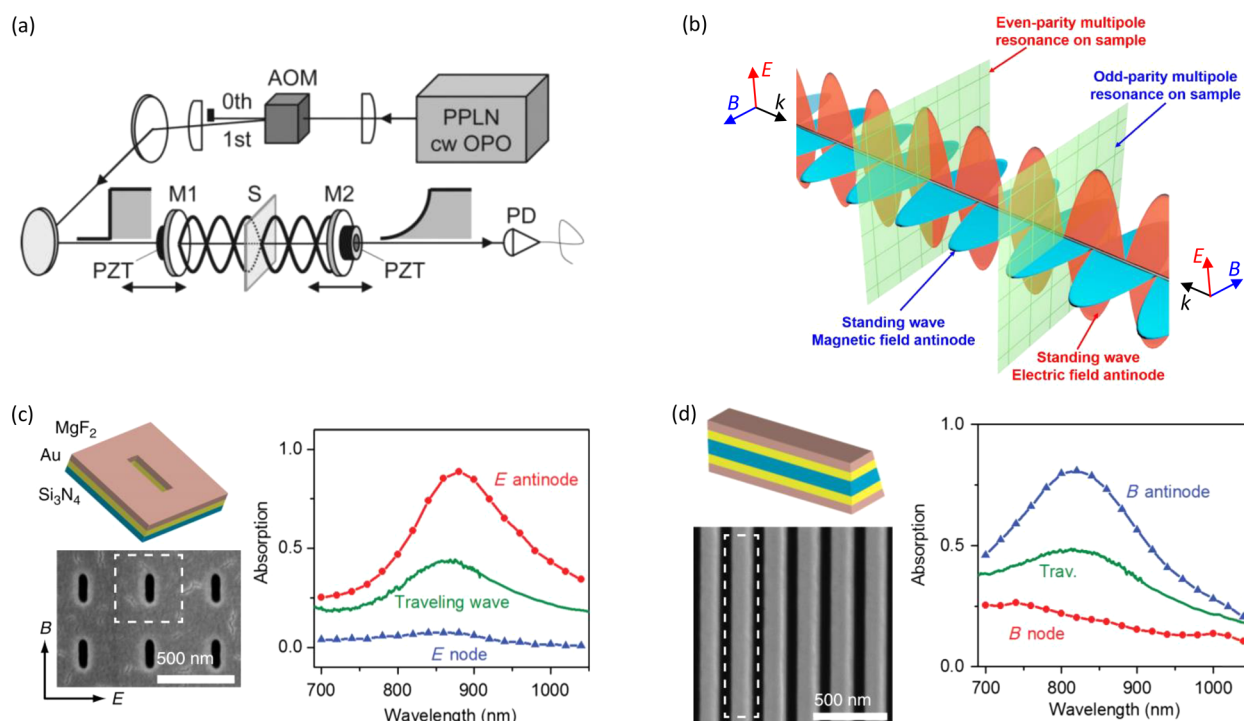 (a)
AOM
0th
1st
PPLN
cw OPO
M1
S
M2
PD
PZT
PZT
(b)
Even-parity multipole
resonance on sample
Odd-parity multipole
resonance on sample
E
B
k
E
B
k
Standing wave
Magnetic field antinode
Standing wave
Electric field antinode
(c)
MgF₂
Au
Si₃N₄
B
E
500 nm
Absorption
1.0
0.5
0.0
E antinode
Traveling wave
E node
700
800
900
1000
Wavelength (nm)
(d)
500 nm
Absorption
1.0
0.5
0.0
B antinode
Trav.
B node
700
800
900
1000
Wavelength (nm)